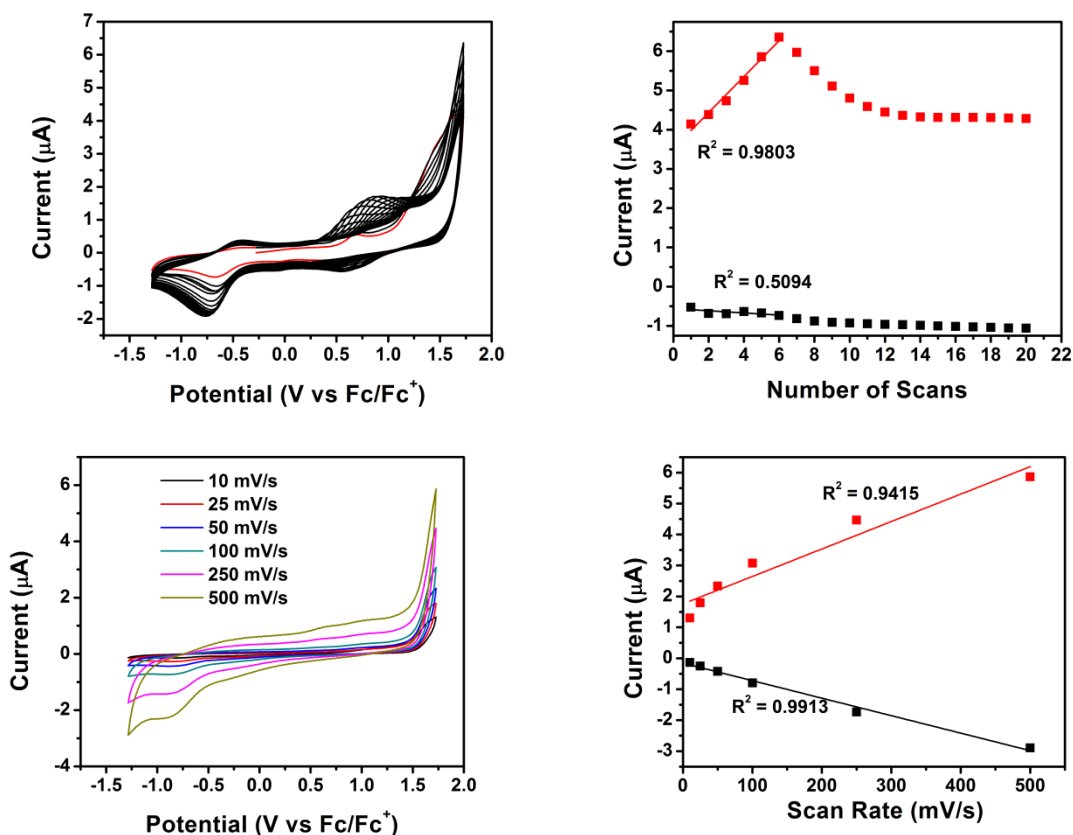 Current (μA)
7
6
5
4
3
2
1
0
-1
-2
-1.5 -1.0 -0.5 0.0 0.5 1.0 1.5 2.0
Potential (V vs Fc/Fc⁺)
Current (μA)
7
6
5
4
3
2
1
0
-1
R² = 0.9803
R² = 0.5094
0 2 4 6 8 10 12 14 16 18 20 22
Number of Scans
Current (μA)
6
4
2
0
-2
-4
10 mV/s
25 mV/s
50 mV/s
100 mV/s
250 mV/s
500 mV/s
-1.5 -1.0 -0.5 0.0 0.5 1.0 1.5 2.0
Potential (V vs Fc/Fc⁺)
Current (μA)
6
5
4
3
2
1
0
-1
-2
-3
R² = 0.9415
R² = 0.9913
0 100 200 300 400 500
Scan Rate (mV/s)